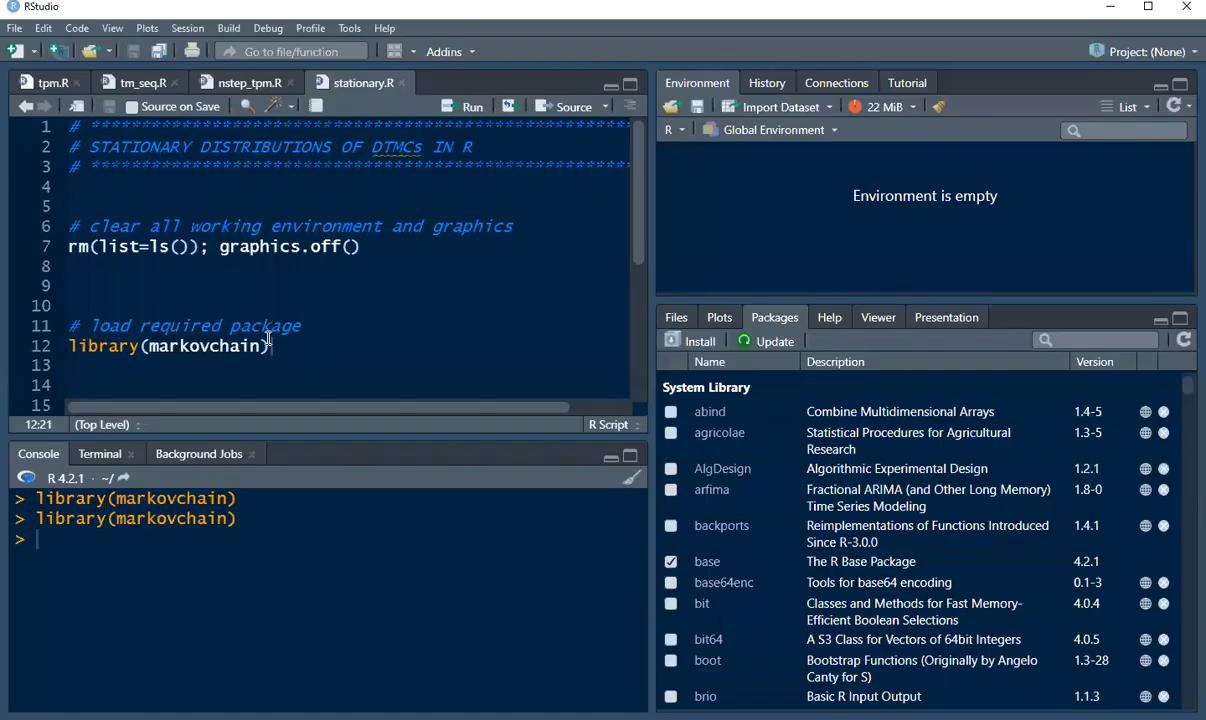 RStudio
File Edit Code View Plots Session Build Debug Profile Tools Help
Go to file/function Addins Project: (None)
tpm.R tm_seq.R nstep_tpm.R stationary.R
Source on Save Run Source
1 # *******************************************************
2 # STATIONARY DISTRIBUTIONS OF DTMCs IN R
3 # *******************************************************
4
5
6 # clear all working environment and graphics
7 rm(list=ls()); graphics.off()
8
9
10
11 # load required package
12 library(markovchain)
13
14
15
12:21 (Top Level) R Script
Console Terminal Background Jobs
R 4.2.1 · ~/
> library(markovchain)
> library(markovchain)
>
Environment History Connections Tutorial
Import Dataset 22 MiB List
R Global Environment
Environment is empty
Files Plots Packages Help Viewer Presentation
Install Update
Name Description Version
System Library
abind Combine Multidimensional Arrays 1.4-5
agricolae Statistical Procedures for Agricultural 1.3-5
Research
AlgDesign Algorithmic Experimental Design 1.2.1
arfima Fractional ARIMA (and Other Long Memory) 1.8-0
Time Series Modeling
backports Reimplementations of Functions Introduced 1.4.1
Since R-3.0.0
base The R Base Package 4.2.1
base64enc Tools for base64 encoding 0.1-3
bit Classes and Methods for Fast Memory- 4.0.4
Efficient Boolean Selections
bit64 A S3 Class for Vectors of 64bit Integers 4.0.5
boot Bootstrap Functions (Originally by Angelo 1.3-28
Canty for S)
brio Basic R Input Output 1.1.3